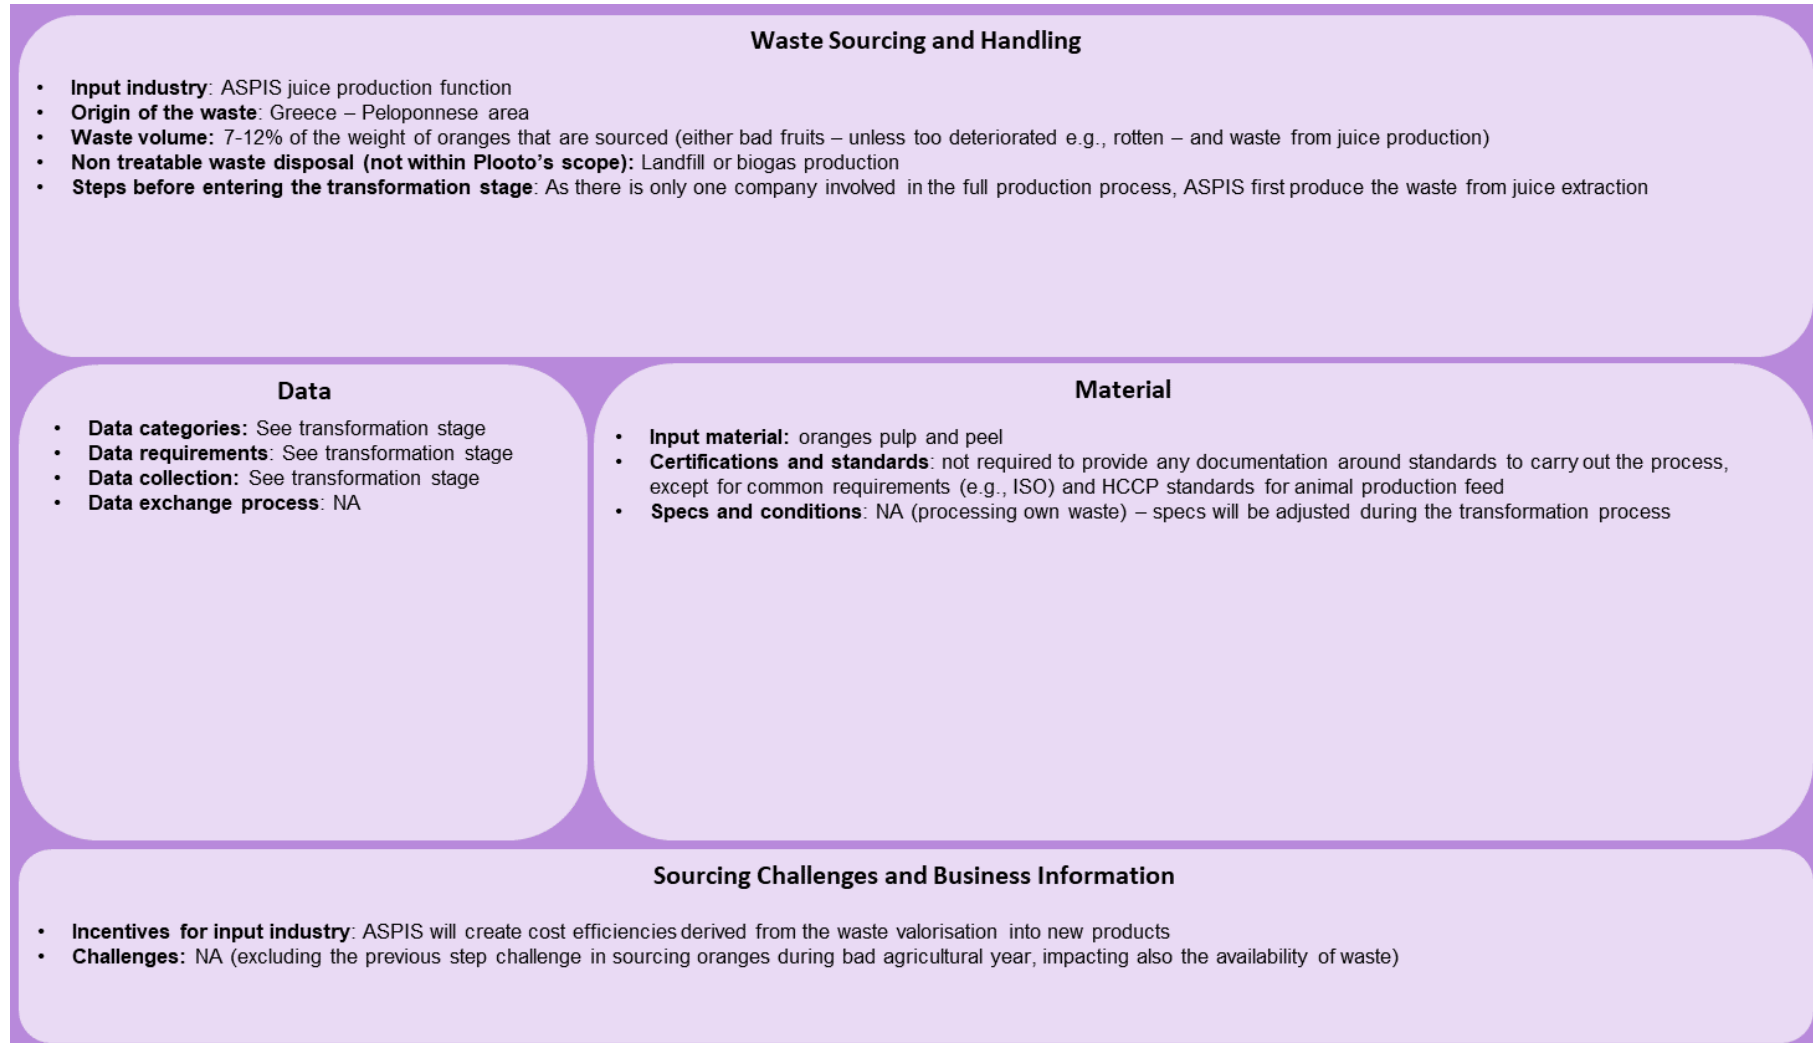 Waste Sourcing and Handling
• Input industry: ASPIS juice production function
• Origin of the waste: Greece – Peloponnese area
• Waste volume: 7-12% of the weight of oranges that are sourced (either bad fruits – unless too deteriorated e.g., rotten – and waste from juice production)
• Non treatable waste disposal (not within Plooto’s scope): Landfill or biogas production
• Steps before entering the transformation stage: As there is only one company involved in the full production process, ASPIS first produce the waste from juice extraction
Data
• Data categories: See transformation stage
• Data requirements: See transformation stage
• Data collection: See transformation stage
• Data exchange process: NA
Material
• Input material: oranges pulp and peel
• Certifications and standards: not required to provide any documentation around standards to carry out the process,
except for common requirements (e.g., ISO) and HCCP standards for animal production feed
• Specs and conditions: NA (processing own waste) – specs will be adjusted during the transformation process
Sourcing Challenges and Business Information
• Incentives for input industry: ASPIS will create cost efficiencies derived from the waste valorisation into new products
• Challenges: NA (excluding the previous step challenge in sourcing oranges during bad agricultural year, impacting also the availability of waste)